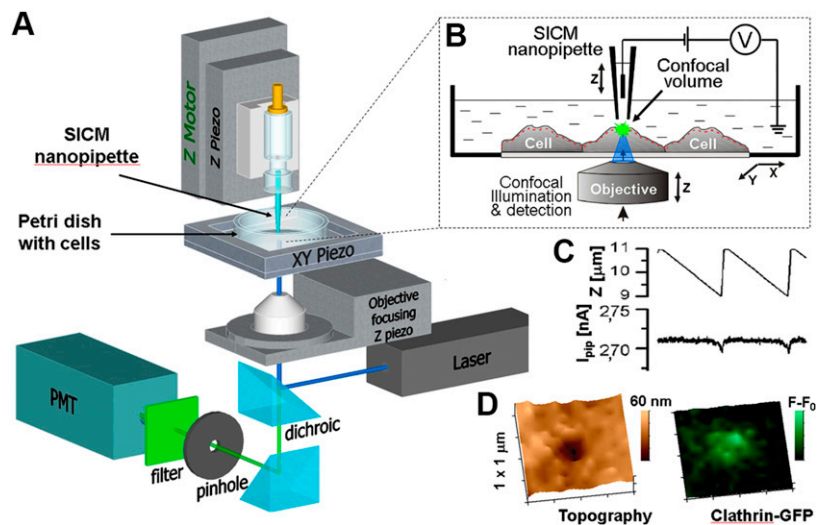 A
Z Motor
Z Piezo
SICM
nanopipette
Petri dish
with cells
XY Piezo
Objective
focusing
Z piezo
Laser
PMT
dichroic
filter
pinhole
B
SICM
nanopipette
Z
V
Confocal
volume
Cell
Cell
Confocal
Illumination
& detection
Objective
Z
Y
X
C
Z [µm]
11
10
9
Ipip [nA]
2,75
2,70
D
1 x 1 µm
60 nm
F-F0
Topography
Clathrin-GFP